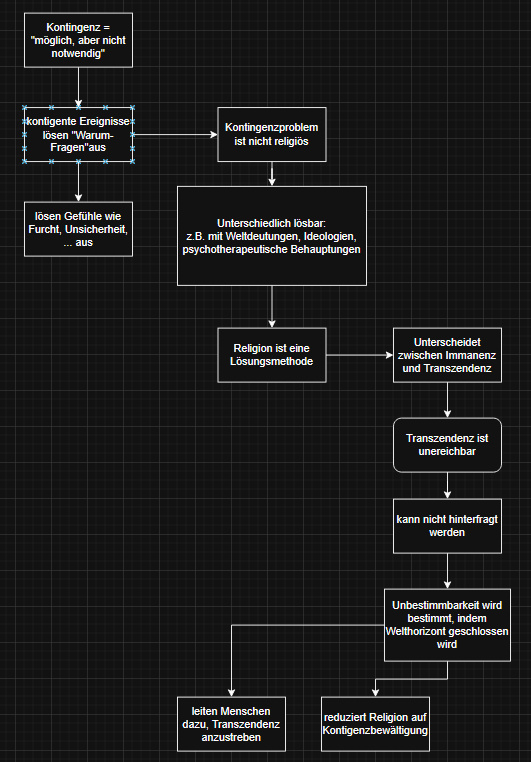 Kontingenz =
"möglich, aber nicht
notwendig"
kontigente Ereignisse
lösen "Warum-
Fragen"aus
Kontingenzproblem
ist nicht religiös
lösen Gefühle wie
Furcht, Unsicherheit,
... aus
Unterschiedlich lösbar:
z.B. mit Weltdeutungen, Ideologien,
psychotherapeutische Behauptungen
Religion ist eine
Lösungsmethode
Unterscheidet
zwischen Immanenz
und Transzendenz
Transzendenz ist
unereichbar
kann nicht hinterfragt
werden
Unbestimmbarkeit wird
bestimmt, indem
Welthorizont geschlossen
wird
leiten Menschen
dazu, Transzendenz
anzustreben
reduziert Religion auf
Kontigenzbewältigung